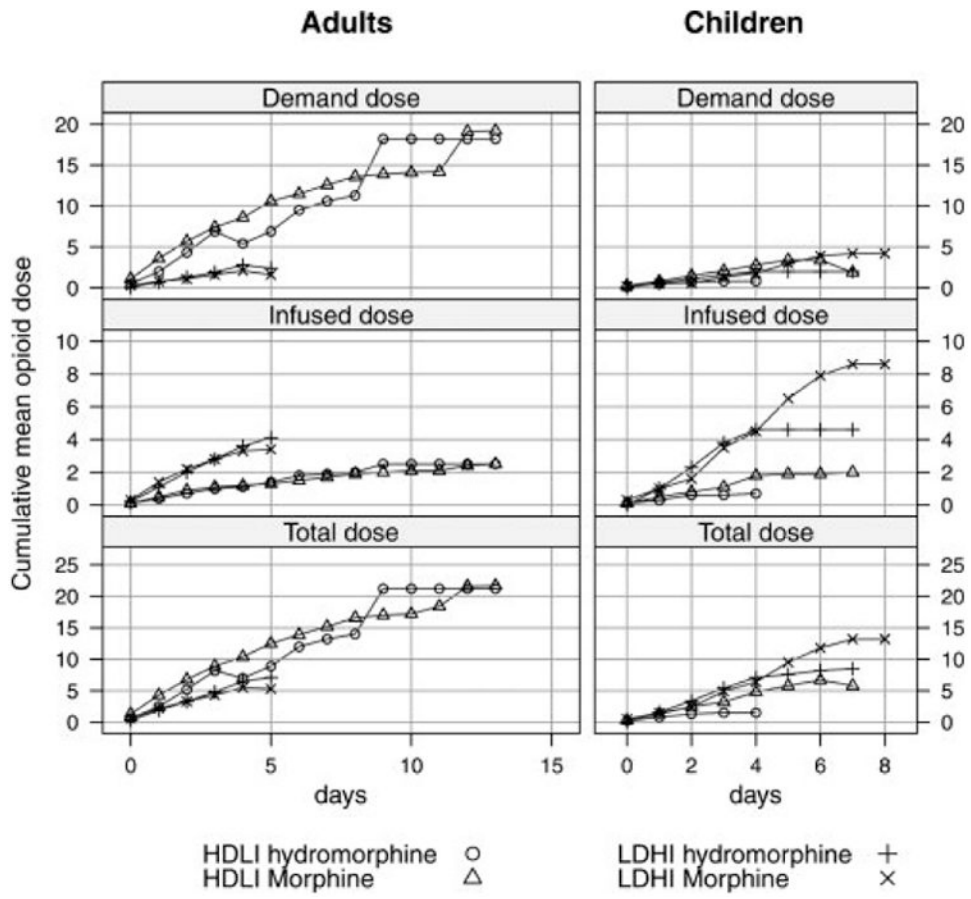 Adults
Children
Demand dose
Demand dose
20
15
10
5
0
20
15
10
5
0
Infused dose
Infused dose
10
8
6
4
2
0
10
8
6
4
2
0
Total dose
Total dose
25
20
15
10
5
0
25
20
15
10
5
0
Cumulative mean opioid dose
0 5 10 15
0 2 4 6 8
days
days
HDLI hydromorphine
HDLI Morphine
LDHI hydromorphine
LDHI Morphine